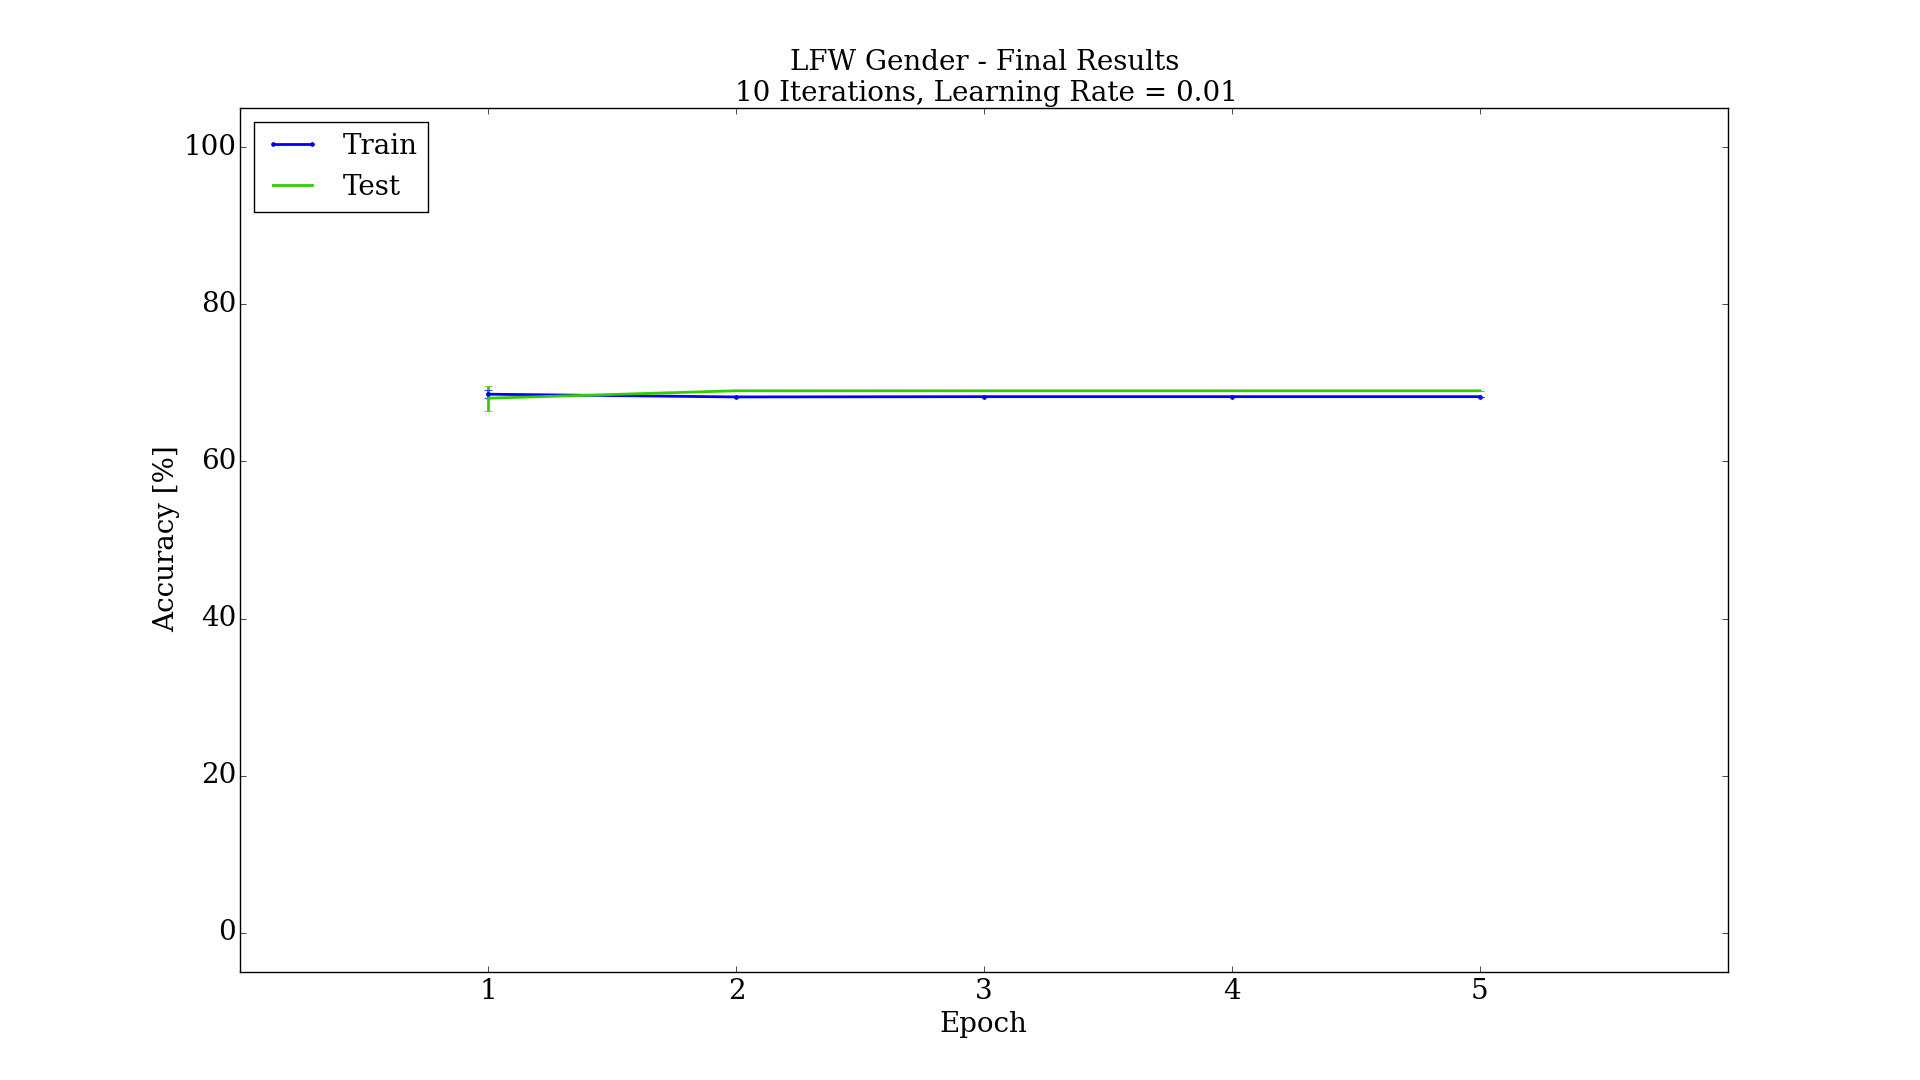 LFW Gender - Final Results
10 Iterations, Learning Rate = 0.01
Train
Test
100
80
60
40
20
0
Accuracy [%]
1 2 3 4 5
Epoch